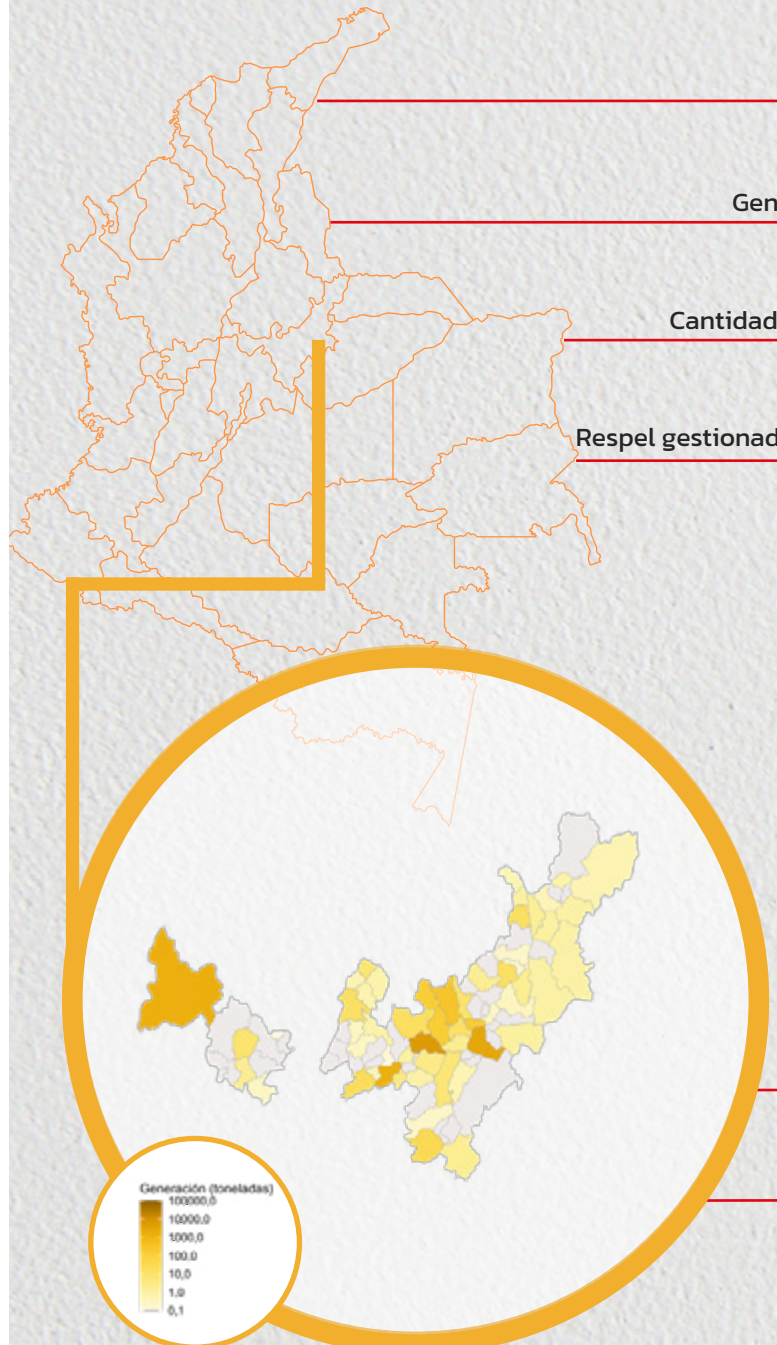 Gen
Cantidad
Respel gestionad
Generación (toneladas)
100000,0
10000,0
1000,0
100,0
10,0
1,0
0,1